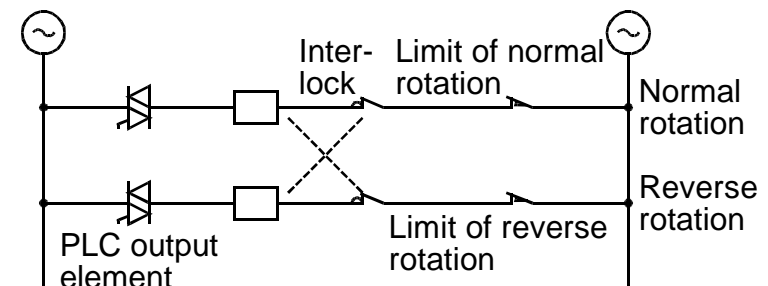 Inter-
lock
Limit of normal
rotation
Normal
rotation
Reverse
rotation
Limit of reverse
rotation
PLC output
element